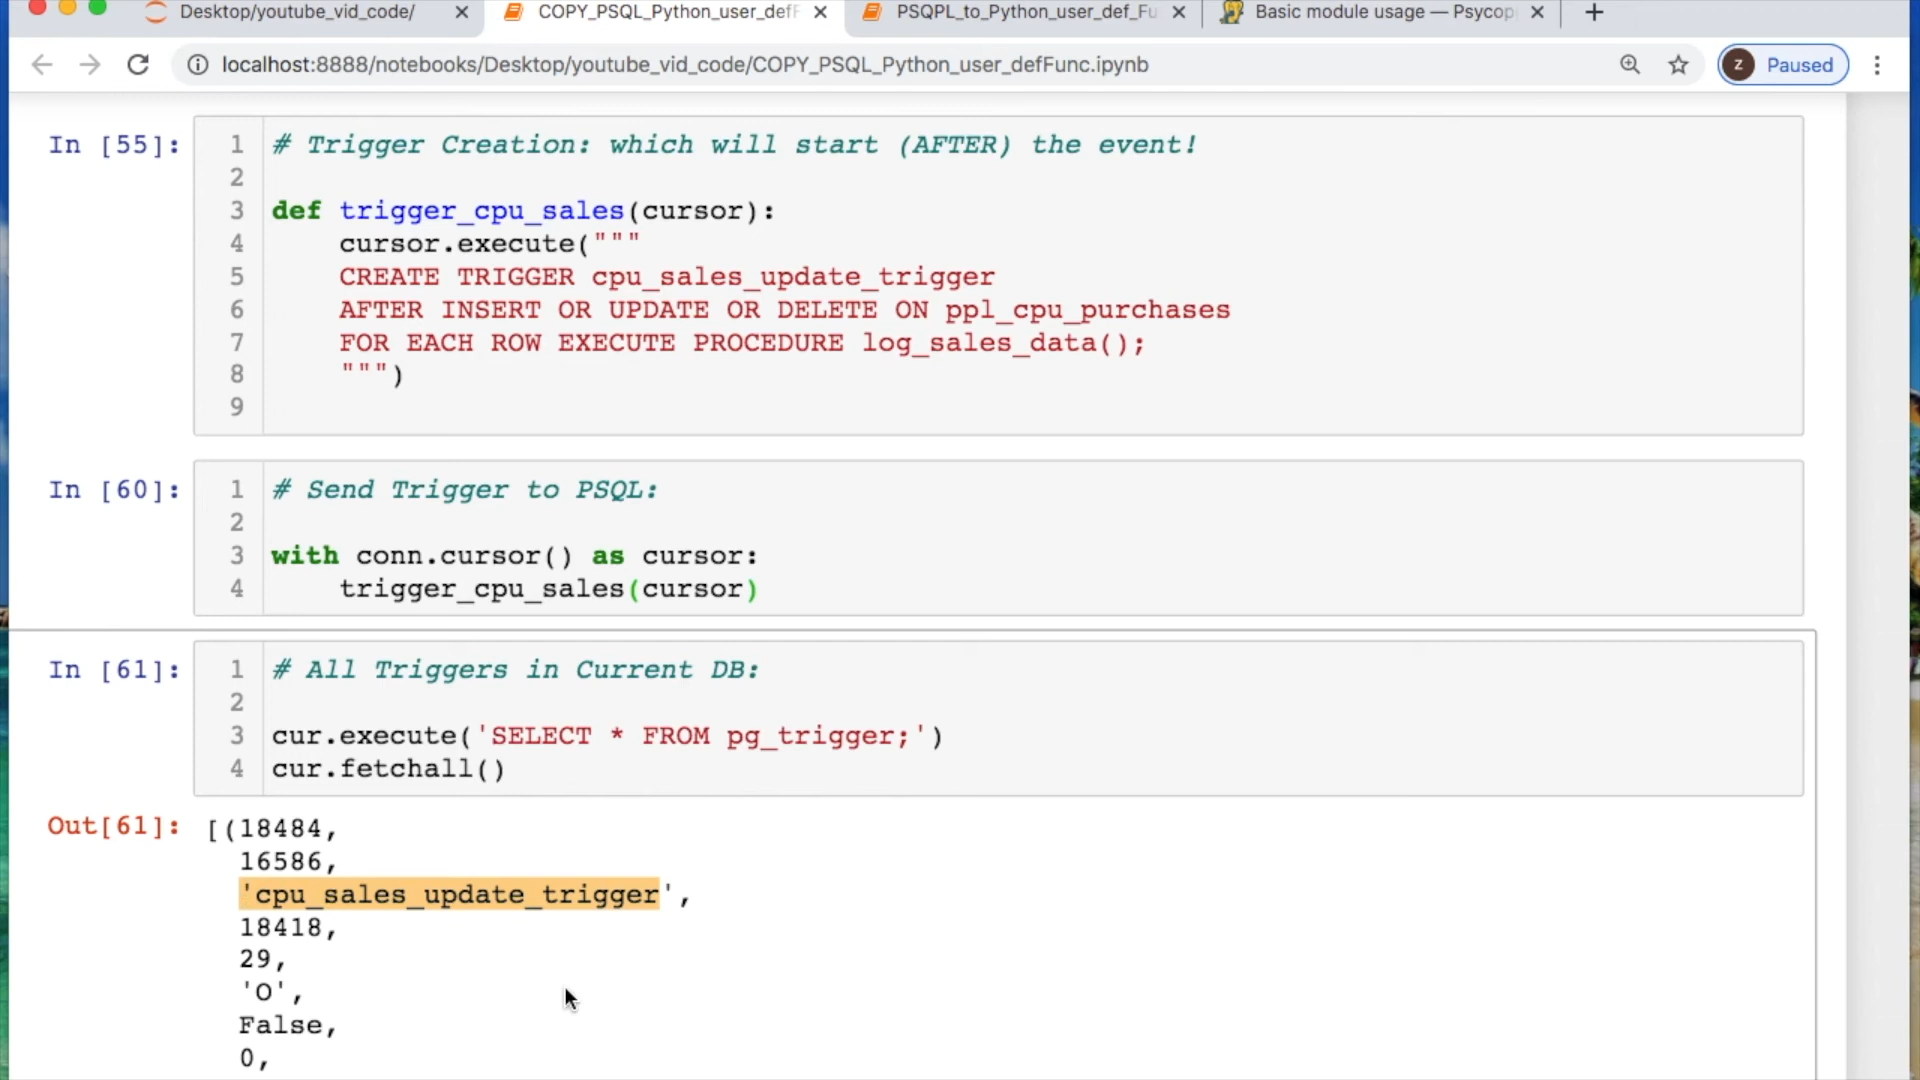 Desktop/youtube_vid_code/
COPY_PSQL_Python_user_defF
PSQPL_to_Python_user_def_Fu
Basic module usage — Psycop
localhost:8888/notebooks/Desktop/youtube_vid_code/COPY_PSQL_Python_user_defFunc.ipynb
Z
Paused
In [55]:
1 # Trigger Creation: which will start (AFTER) the event!
2
3 def trigger_cpu_sales(cursor):
4 cursor.execute("""
5 CREATE TRIGGER cpu_sales_update_trigger
6 AFTER INSERT OR UPDATE OR DELETE ON ppl_cpu_purchases
7 FOR EACH ROW EXECUTE PROCEDURE log_sales_data();
8 """)
9
In [60]:
1 # Send Trigger to PSQL:
2
3 with conn.cursor() as cursor:
4 trigger_cpu_sales(cursor)
In [61]:
1 # All Triggers in Current DB:
2
3 cur.execute('SELECT * FROM pg_trigger;')
4 cur.fetchall()
Out[61]: [(18484,
16586,
'cpu_sales_update_trigger',
18418,
29,
'O',
False,
0,